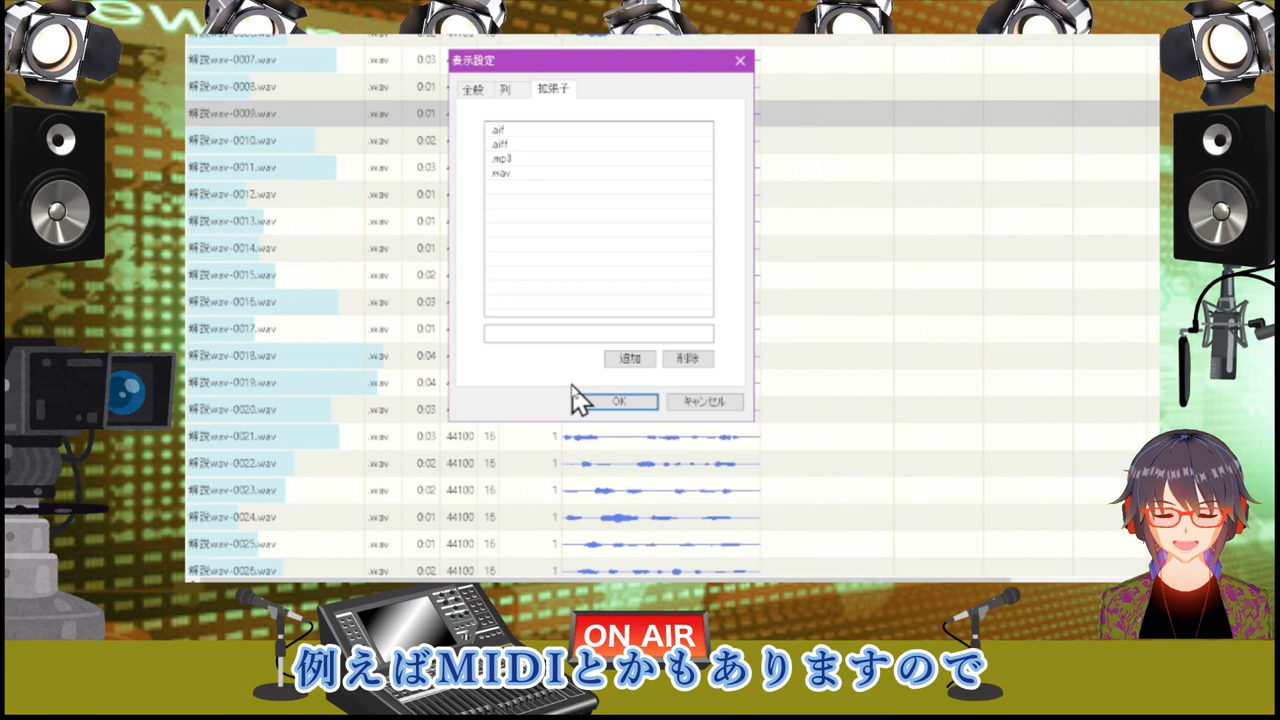 解説wav-0007.wav .wav 0:03
解説wav-0008.wav .wav 0:01
解説wav-0009.wav .wav 0:01
解説wav-0010.wav .wav 0:02
解説wav-0011.wav .wav 0:03
解説wav-0012.wav .wav 0:01
解説wav-0013.wav .wav 0:01
解説wav-0014.wav .wav 0:01
解説wav-0015.wav .wav 0:02
解説wav-0016.wav .wav 0:03
解説wav-0017.wav .wav 0:01
解説wav-0018.wav .wav 0:04
解説wav-0019.wav .wav 0:04
解説wav-0020.wav .wav 0:03
解説wav-0021.wav .wav 0:03 44100 16 1
解説wav-0022.wav .wav 0:02 44100 16 1
解説wav-0023.wav .wav 0:02 44100 16 1
解説wav-0024.wav .wav 0:01 44100 16 1
解説wav-0025.wav .wav 0:01 44100 16 1
解説wav-0026.wav .wav 0:02 44100 16 1
表示設定
全般 列 拡張子
.aif
.aiff
.mp3
.wav
追加 削除
OK キャンセル
ON AIR
例えばMIDIとかもありますので